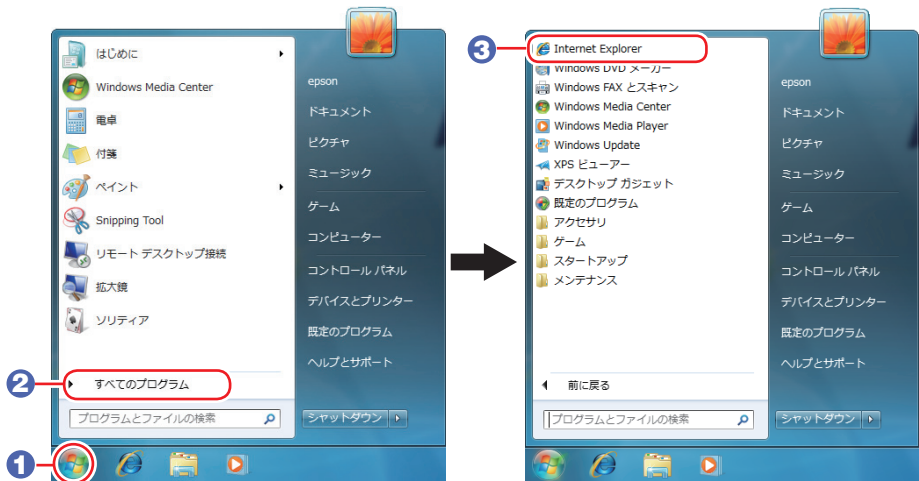 はじめに
Windows Media Center
電卓
付箋
ペイント
Snipping Tool
リモート デスクトップ接続
拡大鏡
ソリティア
2
すべてのプログラム
プログラムとファイルの検索
1
epson
ドキュメント
ピクチャ
ミュージック
ゲーム
コンピューター
コントロール パネル
デバイスとプリンター
既定のプログラム
ヘルプとサポート
シャットダウン
3
Internet Explorer
Windows DVD メーカー
Windows FAX とスキャン
Windows Media Center
Windows Media Player
Windows Update
XPS ビューアー
デスクトップ ガジェット
既定のプログラム
アクセサリ
ゲーム
スタートアップ
メンテナンス
前に戻る
プログラムとファイルの検索
epson
ドキュメント
ピクチャ
ミュージック
ゲーム
コンピューター
コントロール パネル
デバイスとプリンター
既定のプログラム
ヘルプとサポート
シャットダウン